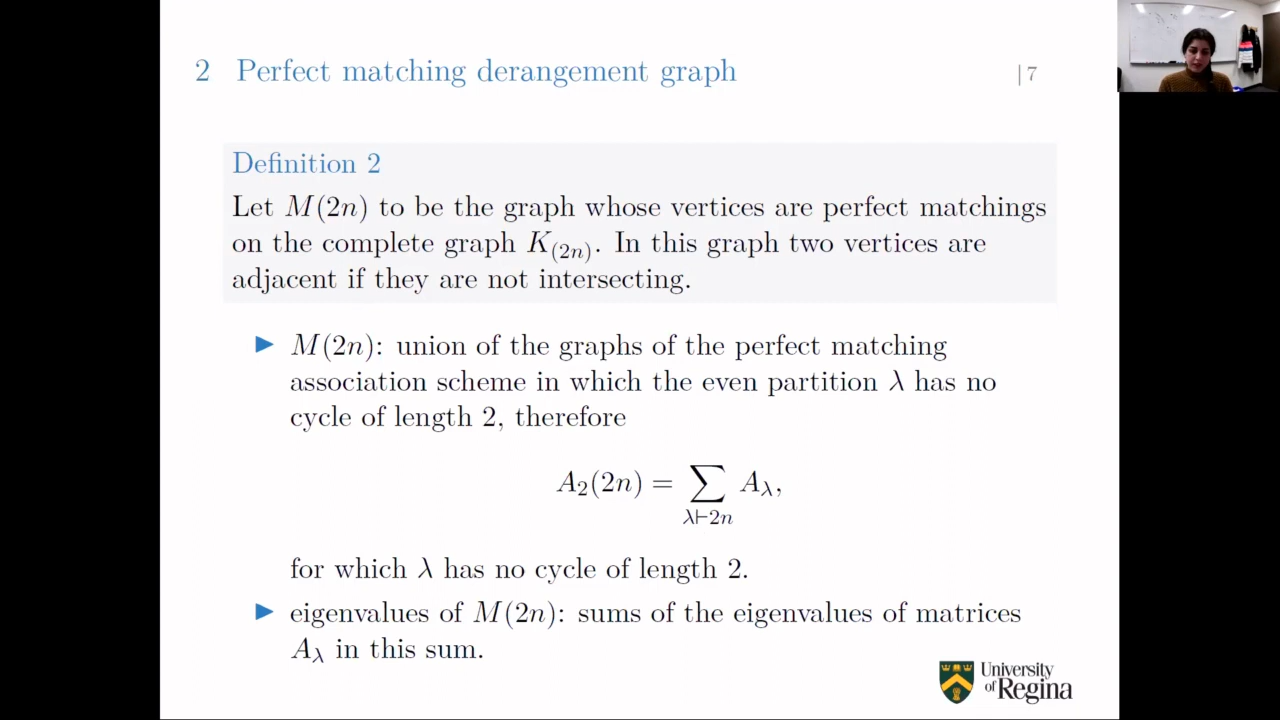 2 Perfect matching derangement graph
| 7
Definition 2
Let M(2n) to be the graph whose vertices are perfect matchings
on the complete graph K₍₂ₙ₎. In this graph two vertices are
adjacent if they are not intersecting.
▶ M(2n): union of the graphs of the perfect matching
association scheme in which the even partition λ has no
cycle of length 2, therefore
A₂(2n) = ∑ A_λ,
λ⊢2n
for which λ has no cycle of length 2.
▶ eigenvalues of M(2n): sums of the eigenvalues of matrices
A_λ in this sum.
University
of Regina